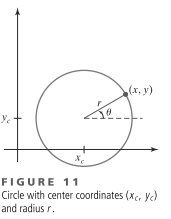 (x, y)
r
θ
y_c
x_c
FIGURE 11
Circle with center coordinates (x_c, y_c)
and radius r.